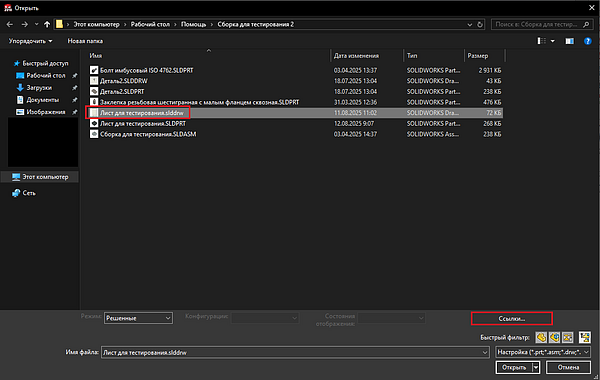 Открыть
Этот компьютер > Рабочий стол > Помощь > Сборка для тестирования 2
Поиск в: Сборка для тестир...
Упорядочить Новая папка
Имя Дата изменения Тип Размер
Быстрый доступ
Рабочий стол
Загрузки
Документы
Изображения
Этот компьютер
Сеть
Болт имбусовый ISO 4762.SLDPRT 03.04.2025 13:37 SOLIDWORKS Part... 2 931 КБ
Деталь2.SLDDRW 18.07.2025 13:04 SOLIDWORKS Dra... 43 КБ
Деталь2.SLDPRT 18.07.2025 13:04 SOLIDWORKS Part... 238 КБ
Заклепка резьбовая шестигранная с малым фланцем сквозная.SLDPRT 31.03.2025 12:36 SOLIDWORKS Part... 476 КБ
Лист для тестирования.slddrw 11.08.2025 11:02 SOLIDWORKS Dra... 72 КБ
Лист для тестирования.SLDPRT 12.08.2025 9:07 SOLIDWORKS Part... 268 КБ
Сборка для тестирования.SLDASM 03.04.2025 14:37 SOLIDWORKS Ass... 238 КБ
Режим: Решенные Конфигурации: Состояния отображения: Ссылки...
Быстрый фильтр:
Имя файла: Лист для тестирования.slddrw Настройка (*.prt;*.asm;*.drw;*.
Открыть Отмена